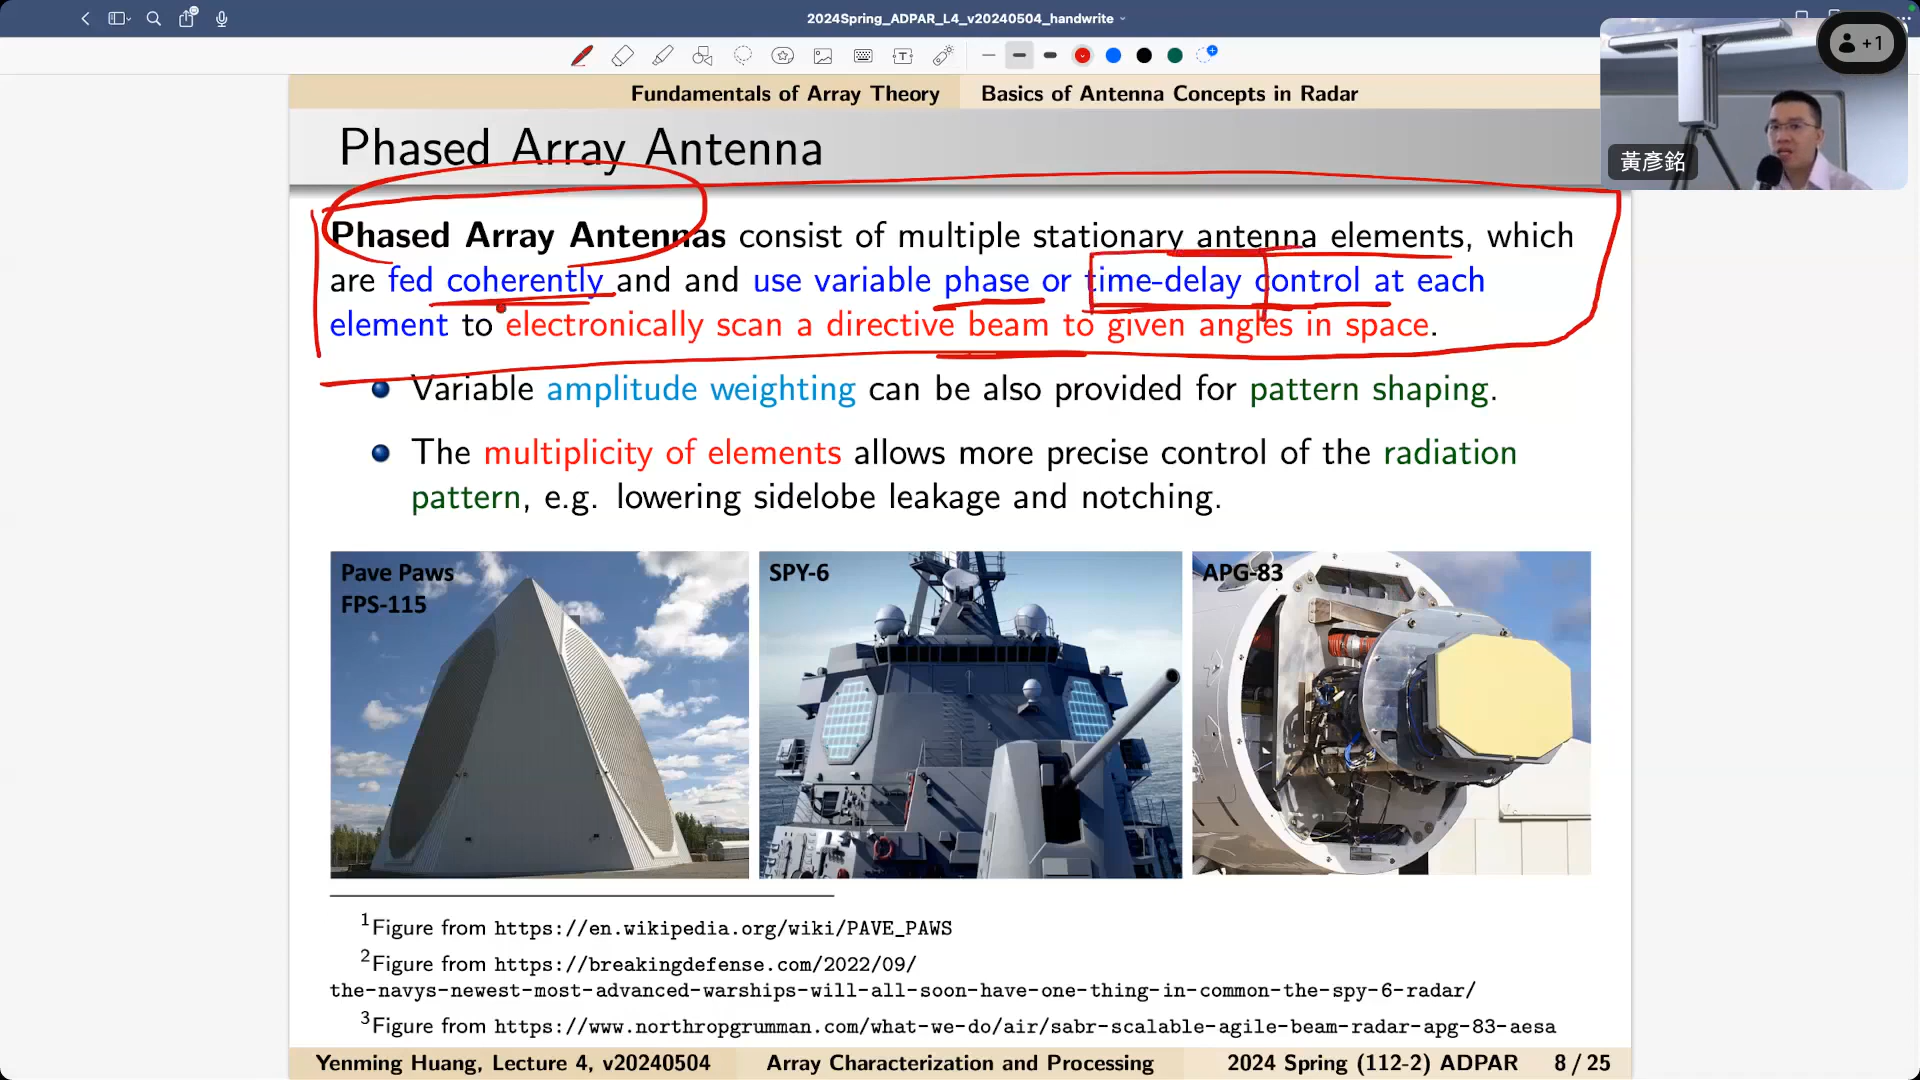 2024Spring_ADPAR_L4_v20240504_handwrite
+1
Fundamentals of Array Theory
Basics of Antenna Concepts in Radar
黃彥銘
Phased Array Antenna
Phased Array Antennas consist of multiple stationary antenna elements, which
are fed coherently and and use variable phase or time-delay control at each
element to electronically scan a directive beam to given angles in space.
Variable amplitude weighting can be also provided for pattern shaping.
The multiplicity of elements allows more precise control of the radiation
pattern, e.g. lowering sidelobe leakage and notching.
Pave Paws
FPS-115
SPY-6
APG-83
1Figure from https://en.wikipedia.org/wiki/PAVE_PAWS
2Figure from https://breakingdefense.com/2022/09/
the-navys-newest-most-advanced-warships-will-all-soon-have-one-thing-in-common-the-spy-6-radar/
3Figure from https://www.northropgrumman.com/what-we-do/air/sabr-scalable-agile-beam-radar-apg-83-aesa
Yenming Huang, Lecture 4, v20240504
Array Characterization and Processing
2024 Spring (112-2) ADPAR
8 / 25